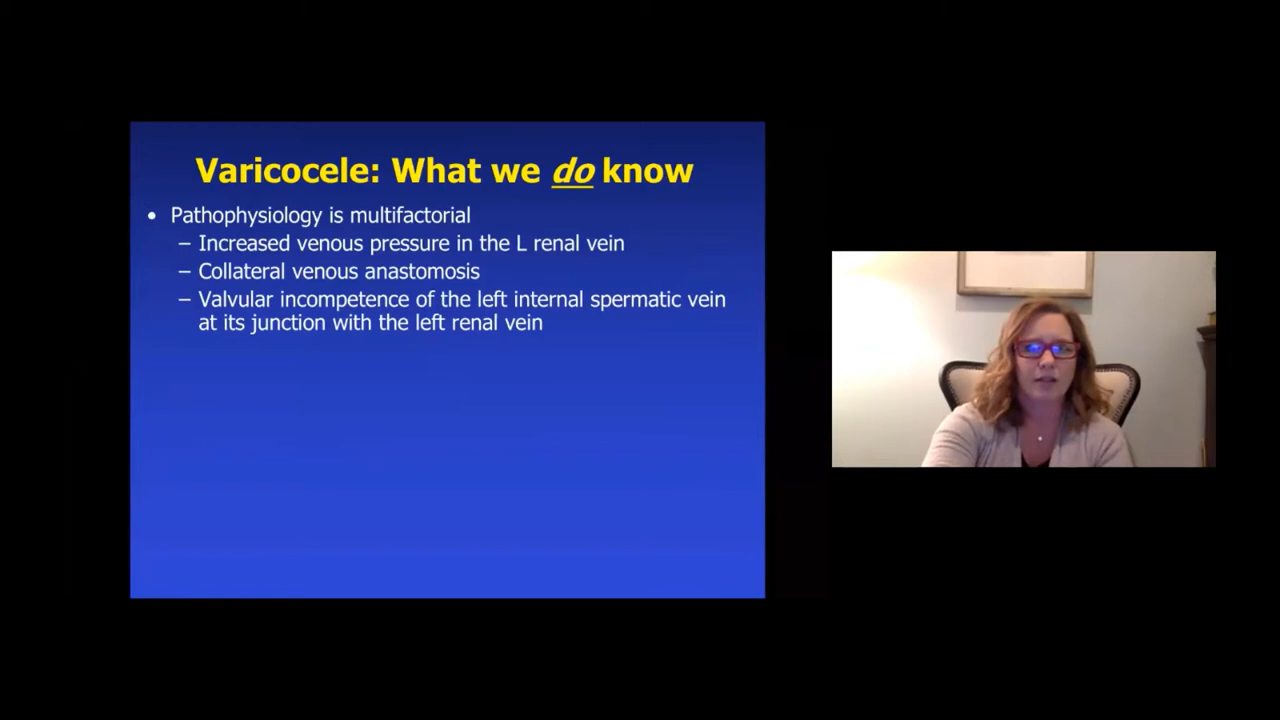 Varicocele: What we do know
• Pathophysiology is multifactorial
– Increased venous pressure in the L renal vein
– Collateral venous anastomosis
– Valvular incompetence of the left internal spermatic vein
at its junction with the left renal vein